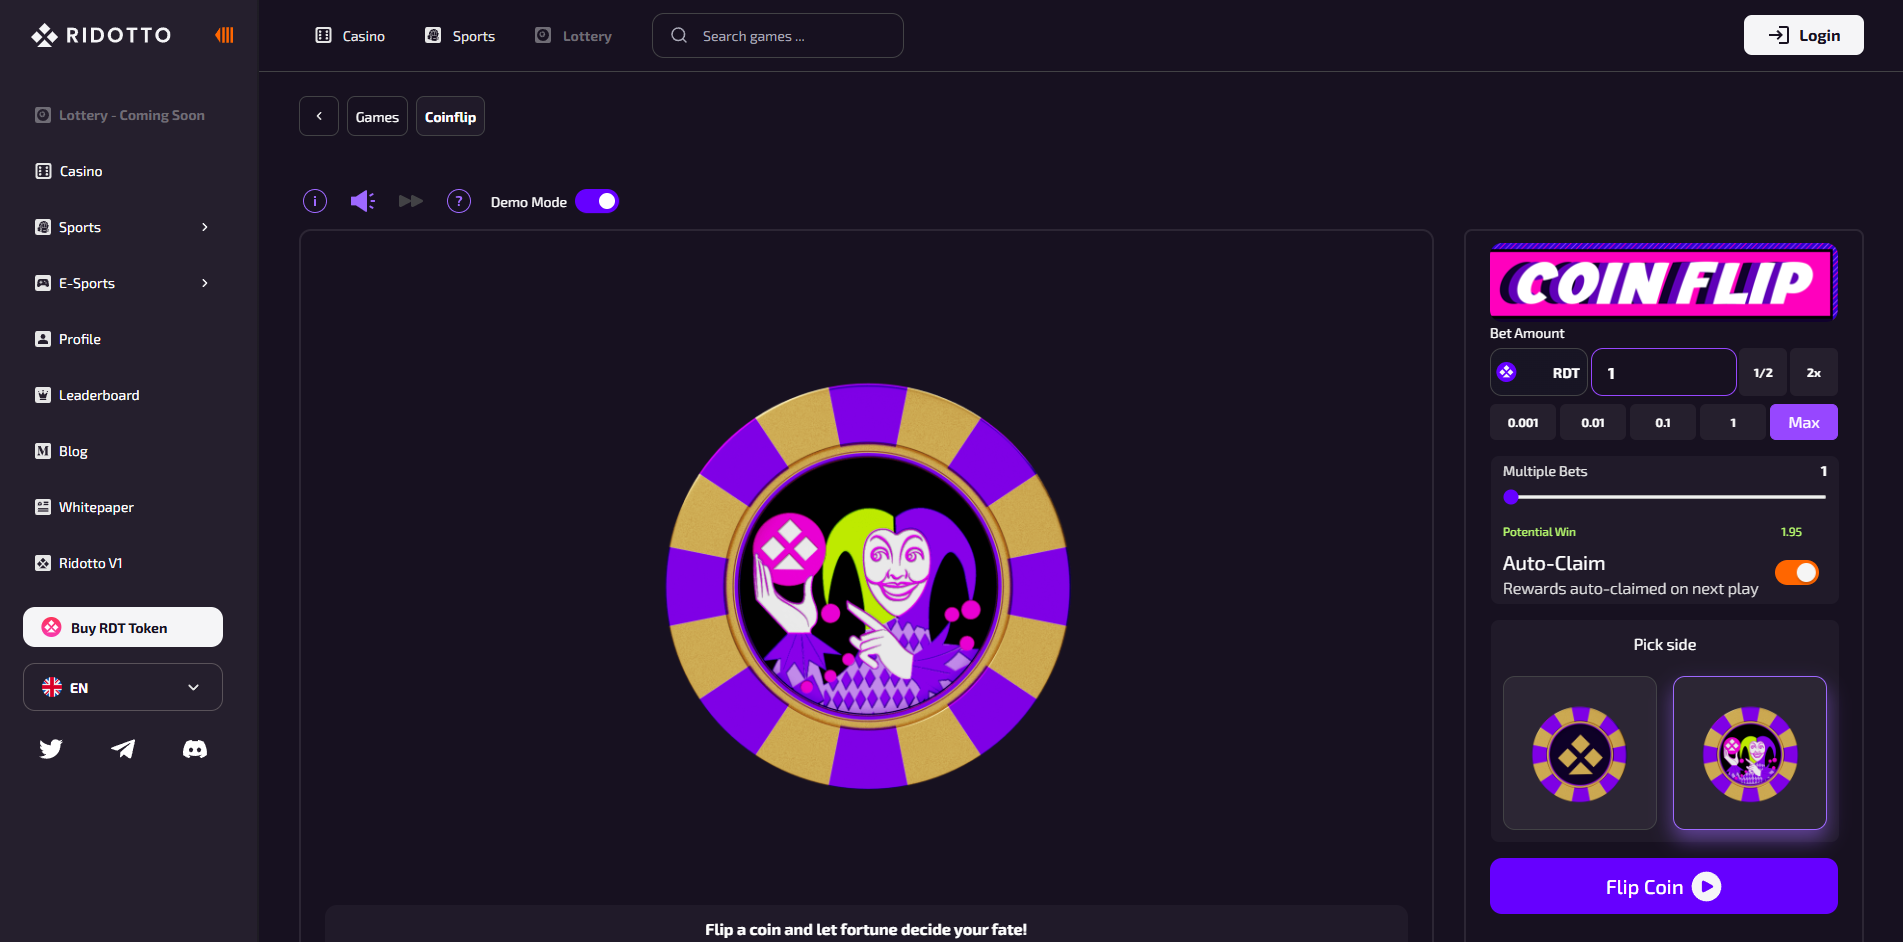 RIDOTTO
Casino
Sports
Lottery
Search games ...
Login
Lottery - Coming Soon
Casino
Sports
E-Sports
Profile
Leaderboard
M Blog
Whitepaper
Ridotto V1
Buy RDT Token
EN
< Games Coinflip
i ? Demo Mode
COIN FLIP
Bet Amount
RDT 1 1/2 2x
0.001 0.01 0.1 1 Max
Multiple Bets 1
Potential Win 1.95
Auto-Claim
Rewards auto-claimed on next play
Pick side
Flip Coin
Flip a coin and let fortune decide your fate!